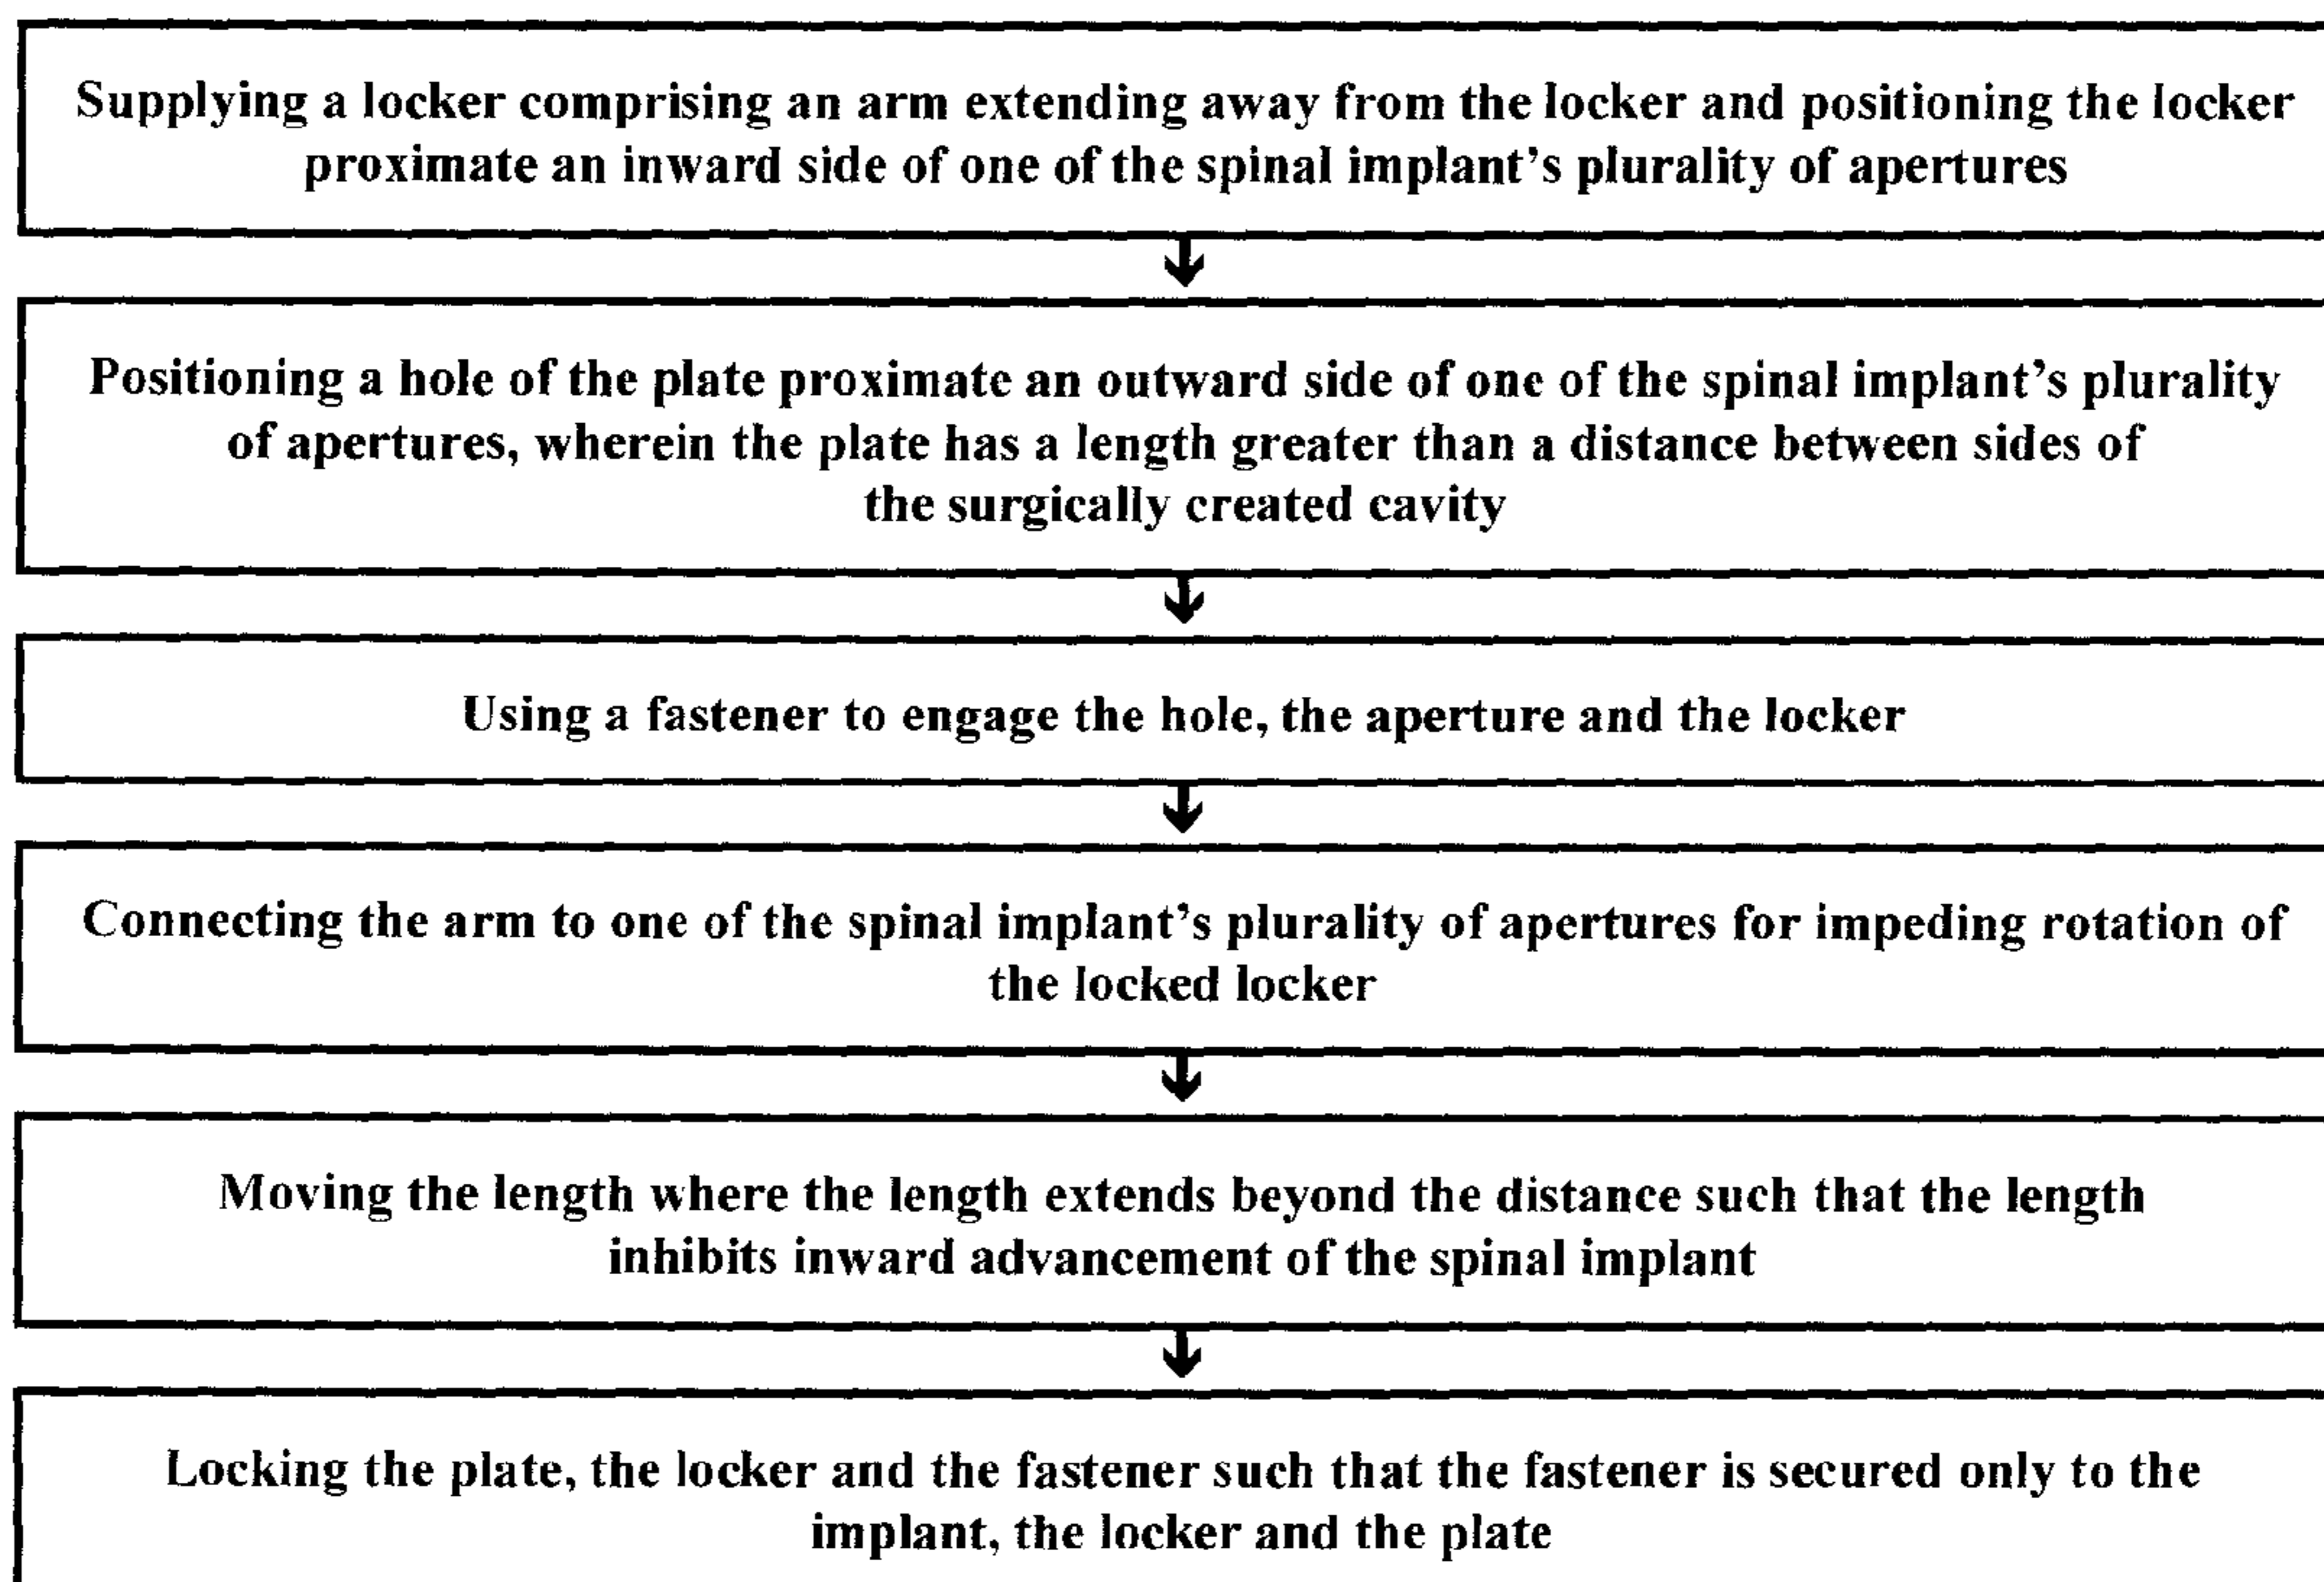 Supplying a locker comprising an arm extending away from the locker and positioning the locker
proximate an inward side of one of the spinal implant's plurality of apertures
Positioning a hole of the plate proximate an outward side of one of the spinal implant's plurality
of apertures, wherein the plate has a length greater than a distance between sides of
the surgically created cavity
Using a fastener to engage the hole, the aperture and the locker
Connecting the arm to one of the spinal implant's plurality of apertures for impeding rotation of
the locked locker
Moving the length where the length extends beyond the distance such that the length
inhibits inward advancement of the spinal implant
Locking the plate, the locker and the fastener such that the fastener is secured only to the
implant, the locker and the plate